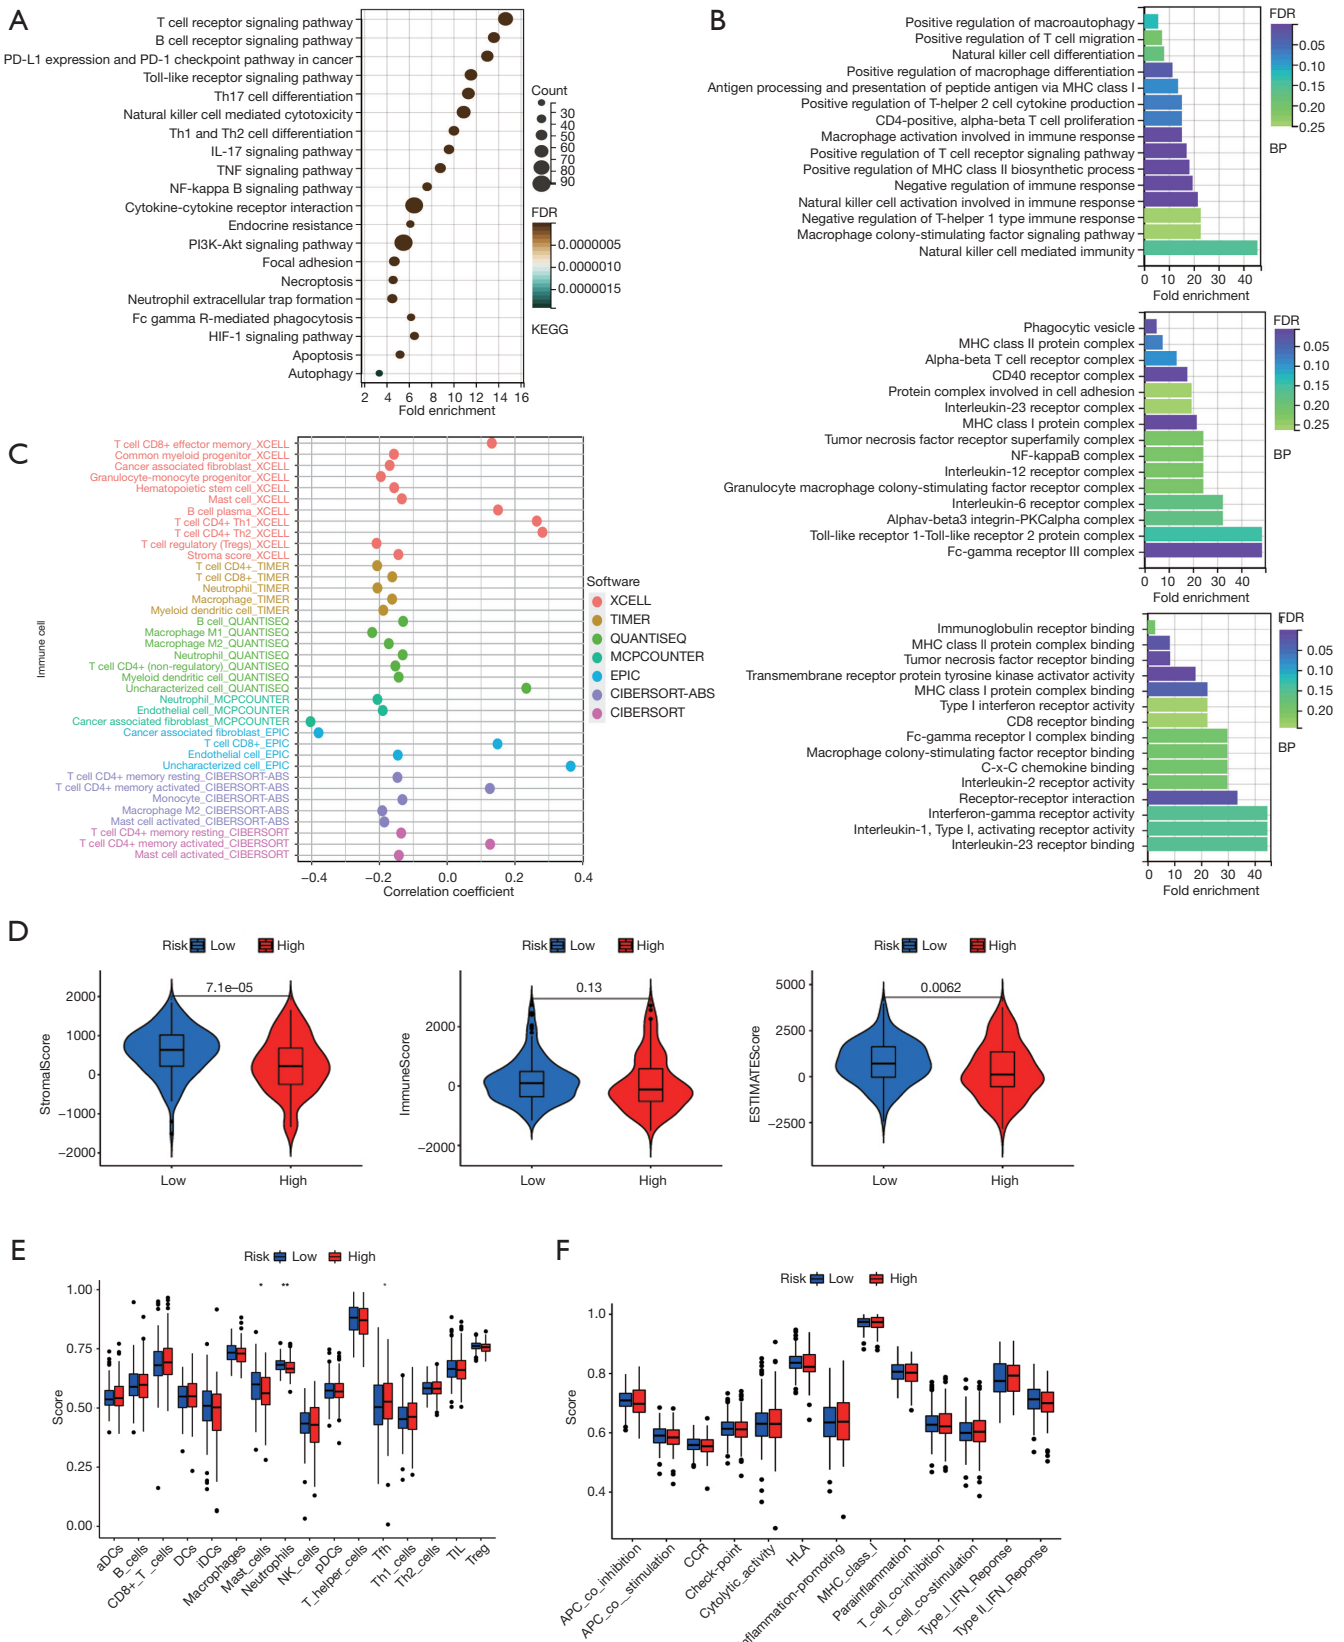 A
T cell receptor signaling pathway
B cell receptor signaling pathway
PD-L1 expression and PD-1 checkpoint pathway in cancer
Toll-like receptor signaling pathway
Th17 cell differentiation
Natural killer cell mediated cytotoxicity
Th1 and Th2 cell differentiation
IL-17 signaling pathway
TNF signaling pathway
NF-kappa B signaling pathway
Cytokine-cytokine receptor interaction
Endocrine resistance
PI3K-Akt signaling pathway
Focal adhesion
Necroptosis
Neutrophil extracellular trap formation
Fc gamma R-mediated phagocytosis
HIF-1 signaling pathway
Apoptosis
Autophagy
2 4 6 8 10 12 14 16
Fold enrichment
Count
30
40
50
60
70
80
90
FDR
0.0000005
0.0000010
0.0000015
KEGG
B
Positive regulation of macroautophagy
Positive regulation of T cell migration
Natural killer cell differentiation
Positive regulation of macrophage differentiation
Antigen processing and presentation of peptide antigen via MHC class I
Positive regulation of T-helper 2 cell cytokine production
CD4-positive, alpha-beta T cell proliferation
Macrophage activation involved in immune response
Positive regulation of T cell receptor signaling pathway
Positive regulation of MHC class II biosynthetic process
Negative regulation of immune response
Natural killer cell activation involved in immune response
Negative regulation of T-helper 1 type immune response
Macrophage colony-stimulating factor signaling pathway
Natural killer cell mediated immunity
0 10 20 30 40
Fold enrichment
FDR
0.05
0.10
0.15
0.20
0.25
BP
Phagocytic vesicle
MHC class II protein complex
Alpha-beta T cell receptor complex
CD40 receptor complex
Protein complex involved in cell adhesion
Interleukin-23 receptor complex
MHC class I protein complex
Tumor necrosis factor receptor superfamily complex
NF-kappaB complex
Interleukin-12 receptor complex
Granulocyte macrophage colony-stimulating factor receptor complex
Interleukin-6 receptor complex
Alphav-beta3 integrin-PKCalpha complex
Toll-like receptor 1-Toll-like receptor 2 protein complex
Fc-gamma receptor III complex
0 10 20 30 40
Fold enrichment
FDR
0.05
0.10
0.15
0.20
0.25
BP
Immunoglobulin receptor binding
MHC class II protein complex binding
Tumor necrosis factor receptor binding
Transmembrane receptor protein tyrosine kinase activator activity
MHC class I protein complex binding
Type I interferon receptor activity
CD8 receptor binding
Fc-gamma receptor I complex binding
Macrophage colony-stimulating factor receptor binding
C-x-C chemokine binding
Interleukin-2 receptor activity
Receptor-receptor interaction
Interferon-gamma receptor activity
Interleukin-1, Type I, activating receptor activity
Interleukin-23 receptor binding
0 10 20 30 40
Fold enrichment
FDR
0.05
0.10
0.15
0.20
BP
C
Immune cell
T cell CD8+ effector memory_XCELL
Common myeloid progenitor_XCELL
Cancer associated fibroblast_XCELL
Granulocyte-monocyte progenitor_XCELL
Hematopoietic stem cell_XCELL
Mast cell_XCELL
B cell plasma_XCELL
T cell CD4+ Th1_XCELL
T cell CD4+ Th2_XCELL
T cell regulatory (Tregs)_XCELL
Stroma score_XCELL
T cell CD4+_TIMER
T cell CD8+_TIMER
Neutrophil_TIMER
Macrophage_TIMER
Myeloid dendritic cell_TIMER
B cell_QUANTISEQ
Macrophage M1_QUANTISEQ
Macrophage M2_QUANTISEQ
Neutrophil_QUANTISEQ
T cell CD4+ (non-regulatory)_QUANTISEQ
Myeloid dendritic cell_QUANTISEQ
Uncharacterized cell_QUANTISEQ
Neutrophil_MCPCOUNTER
Endothelial cell_MCPCOUNTER
Cancer associated fibroblast_MCPCOUNTER
Cancer associated fibroblast_EPIC
T cell CD8+_EPIC
Endothelial cell_EPIC
Uncharacterized cell_EPIC
T cell CD4+ memory resting_CIBERSORT-ABS
T cell CD4+ memory activated_CIBERSORT-ABS
Monocyte_CIBERSORT-ABS
Macrophage M2_CIBERSORT-ABS
Mast cell activated_CIBERSORT-ABS
T cell CD4+ memory resting_CIBERSORT
T cell CD4+ memory activated_CIBERSORT
Mast cell activated_CIBERSORT
−0.4 −0.2 0.0 0.2 0.4
Correlation coefficient
Software
XCELL
TIMER
QUANTISEQ
MCPCOUNTER
EPIC
CIBERSORT-ABS
CIBERSORT
D
Risk Low High
7.1e−05
StromalScore
2000
1000
0
−1000
−2000
Low High
Risk Low High
0.13
ImmuneScore
2000
0
−2000
Low High
Risk Low High
0.0062
ESTIMATEScore
5000
2500
0
−2500
Low High
E
Risk Low High
* ** *
Score
1.00
0.75
0.50
0.25
0.00
aDCs
B_cells
CD8+_T_cells
DCs
iDCs
Macrophages
Mast_cells
Neutrophils
NK_cells
pDCs
T_helper_cells
Tfh
Th1_cells
Th2_cells
TIL
Treg
F
Risk Low High
Score
1.0
0.8
0.6
0.4
APC_co_inhibition
APC_co_stimulation
CCR
Check-point
Cytolytic_activity
HLA
nflammation-promoting
MHC_class_I
Parainflammation
T_cell_co-inhibition
T_cell_co-stimulation
Type_I_IFN_Reponse
Type II_IFN_Reponse